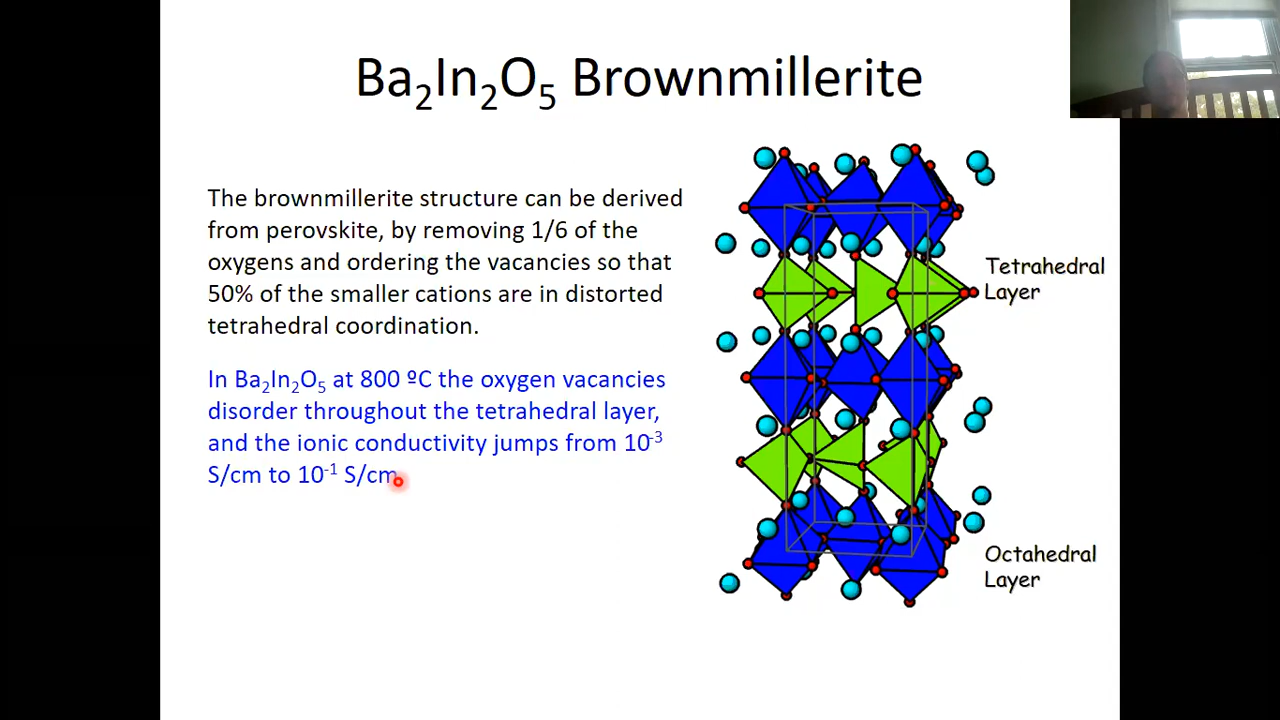 Ba₂In₂O₅ Brownmillerite
The brownmillerite structure can be derived
from perovskite, by removing 1/6 of the
oxygens and ordering the vacancies so that
50% of the smaller cations are in distorted
tetrahedral coordination.
In Ba₂In₂O₅ at 800 ºC the oxygen vacancies
disorder throughout the tetrahedral layer,
and the ionic conductivity jumps from 10⁻³
S/cm to 10⁻¹ S/cm.
Tetrahedral
Layer
Octahedral
Layer